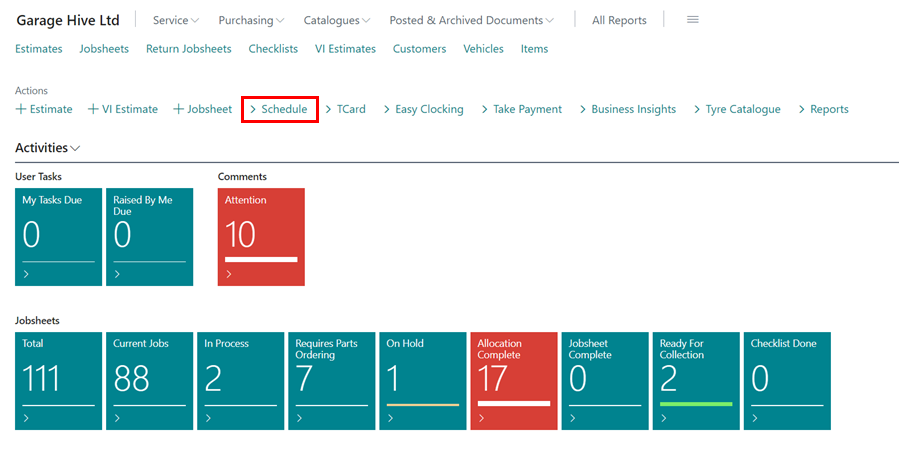 Garage Hive Ltd Service Purchasing Catalogues Posted & Archived Documents All Reports
Estimates Jobsheets Return Jobsheets Checklists VI Estimates Customers Vehicles Items
Actions
+ Estimate + VI Estimate + Jobsheet > Schedule > TCard > Easy Clocking > Take Payment > Business Insights > Tyre Catalogue > Reports
Activities
User Tasks Comments
My Tasks Due Raised By Me Attention
Due
0 0 10
Jobsheets
Total Current Jobs In Process Requires Parts On Hold Allocation Jobsheet Ready For Checklist Done
Ordering Complete Complete Collection
111 88 2 7 1 17 0 2 0